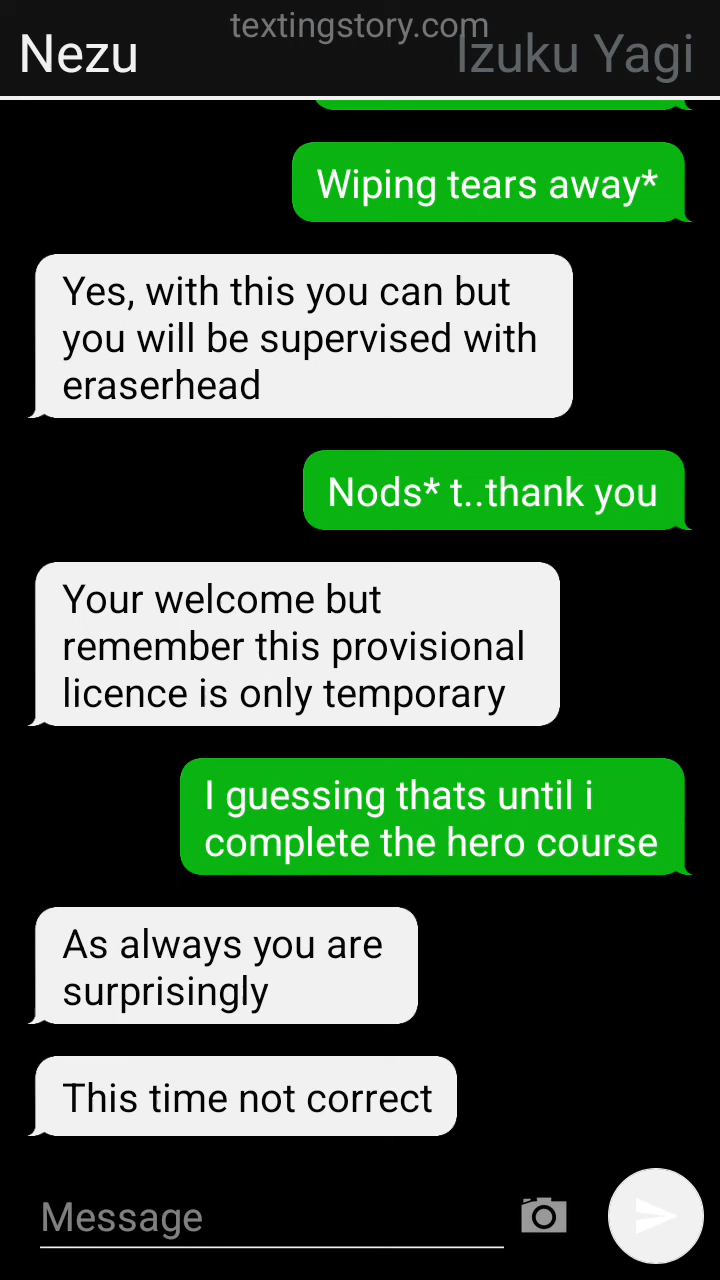 textingstory.com
Nezu
Izuku Yagi
Wiping tears away*
Yes, with this you can but
you will be supervised with
eraserhead
Nods* t..thank you
Your welcome but
remember this provisional
licence is only temporary
I guessing thats until i
complete the hero course
As always you are
surprisingly
This time not correct
Message